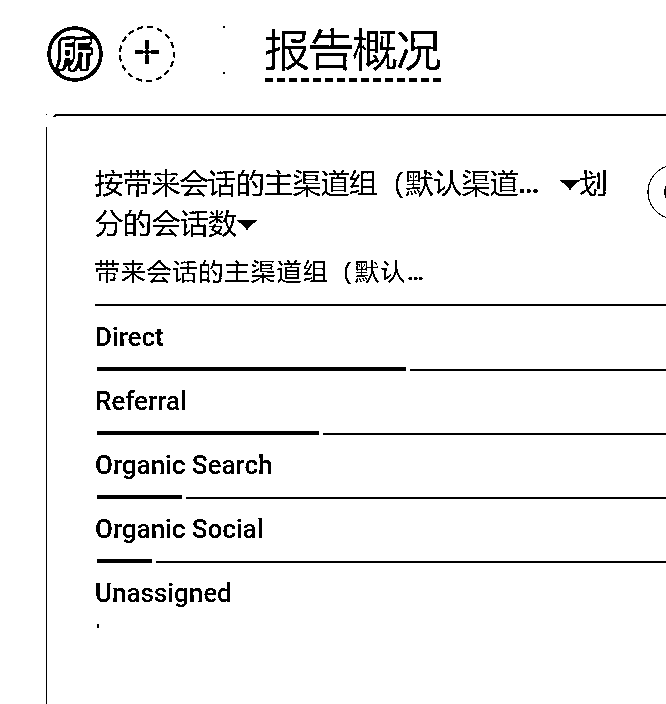 所 + 报告概况
按带来会话的主渠道组（默认渠道... ▼划
分的会话数▼
带来会话的主渠道组（默认...
Direct
Referral
Organic Search
Organic Social
Unassigned